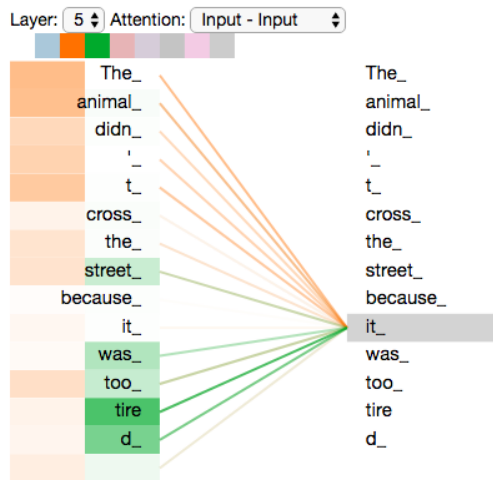 Layer: 5 Attention: Input - Input
The_ The_
animal_ animal_
didn_ didn_
'_ '_
t_ t_
cross_ cross_
the_ the_
street_ street_
because_ because_
it_ it_
was_ was_
too_ too_
tire tire
d_ d_